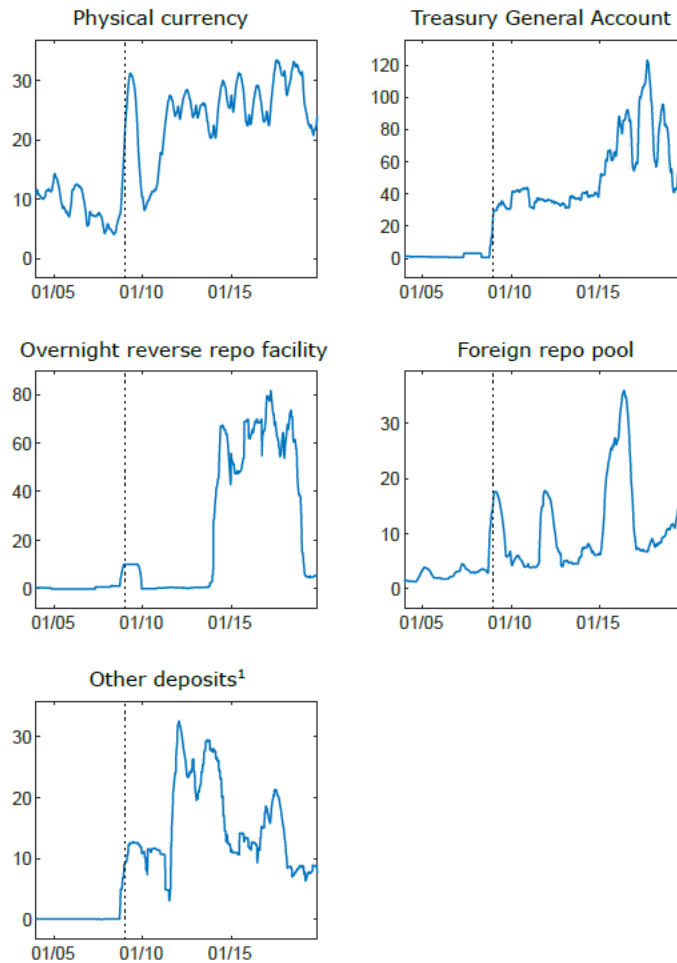 Physical currency
30
20
10
0
01/05 01/10 01/15
Treasury General Account
120
100
80
60
40
20
0
01/05 01/10 01/15
Overnight reverse repo facility
80
60
40
20
0
01/05 01/10 01/15
Foreign repo pool
30
20
10
0
01/05 01/10 01/15
Other deposits¹
30
20
10
0
01/05 01/10 01/15